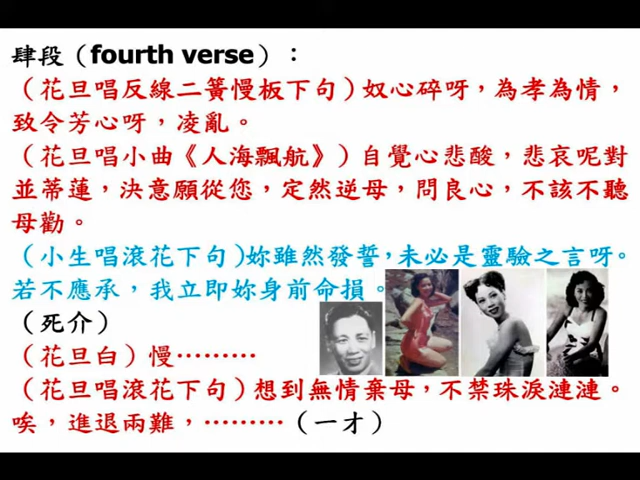 肆段（fourth verse）：
（花旦唱反線二簧慢板下句）奴心碎呀，為孝為情，
致令芳心呀，凌亂。
（花旦唱小曲《人海飄航》）自覺心悲酸，悲哀呢對
並蒂蓮，決意願從您，定然逆母，問良心，不該不聽
母勸。
（小生唱滾花下句）妳雖然發誓，未必是靈驗之言呀。
若不應承，我立即妳身前命損。
（死介）
（花旦白）慢………
（花旦唱滾花下句）想到無情棄母，不禁珠淚漣漣。
唉，進退兩難，………（一才）